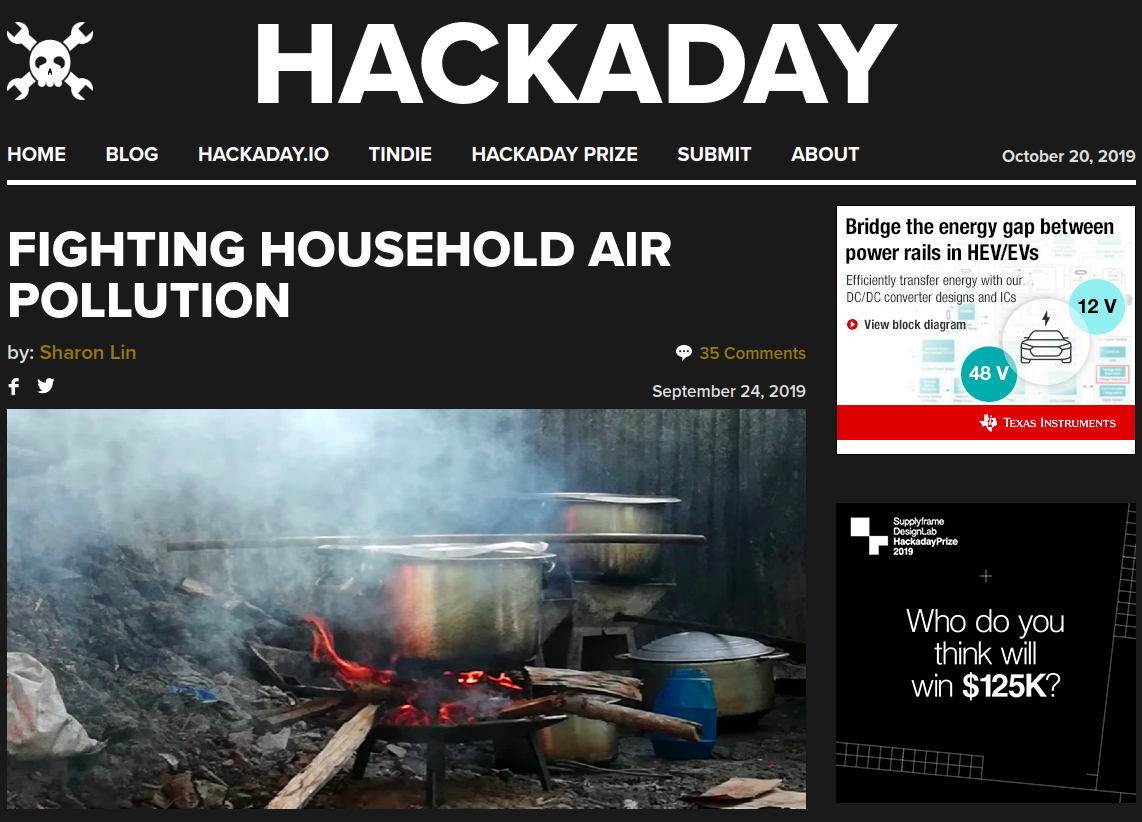 HACKADAY
HOME BLOG HACKADAY.IO TINDIE HACKADAY PRIZE SUBMIT ABOUT
October 20, 2019
FIGHTING HOUSEHOLD AIR
POLLUTION
by: Sharon Lin
35 Comments
September 24, 2019
Bridge the energy gap between
power rails in HEV/EVs
Efficiently transfer energy with our
DC/DC converter designs and ICs
View block diagram
12 V
48 V
TEXAS INSTRUMENTS
Supplyframe
DesignLab
HackadayPrize
2019
Who do you
think will
win $125K?